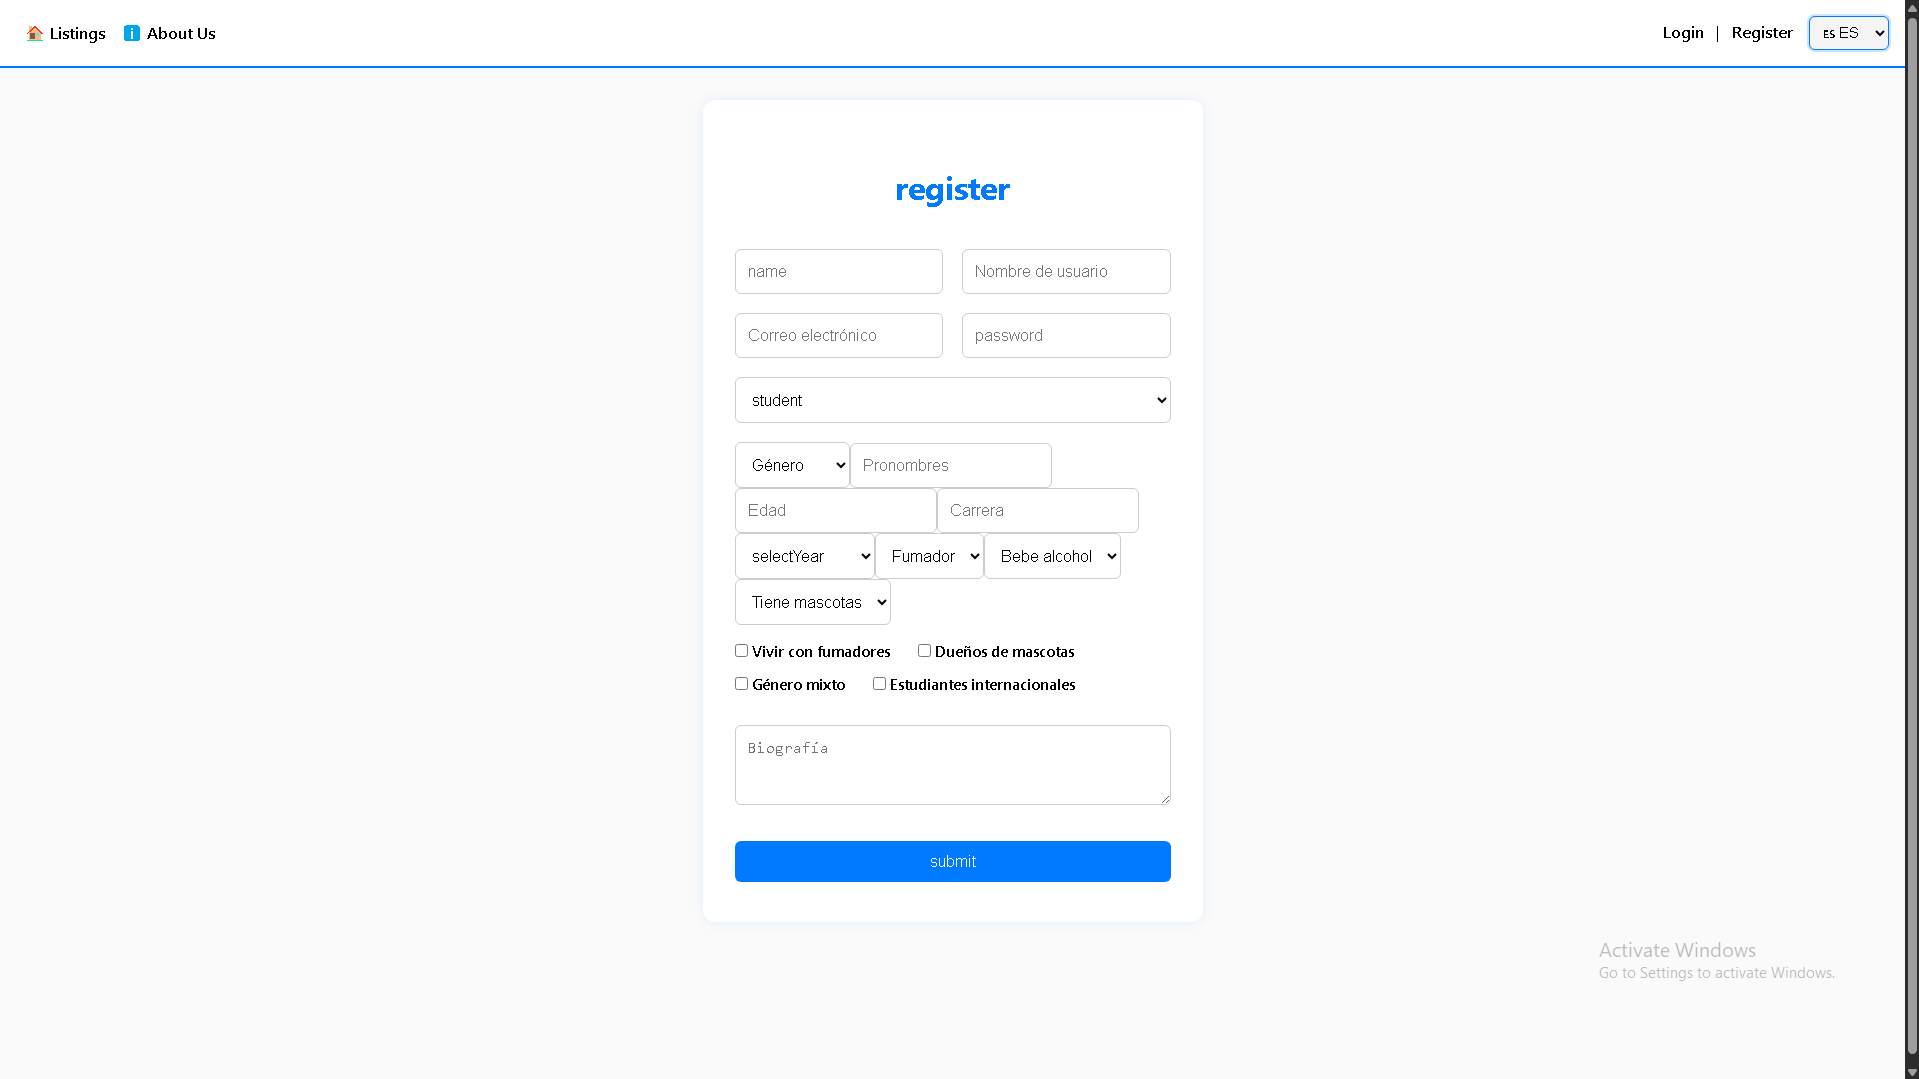 Listings About Us Login | Register ES ES
register
name Nombre de usuario
Correo electrónico password
student
Género Pronombres
Edad Carrera
selectYear Fumador Bebe alcohol
Tiene mascotas
Vivir con fumadores Dueños de mascotas
Género mixto Estudiantes internacionales
Biografía
submit
Activate Windows
Go to Settings to activate Windows.